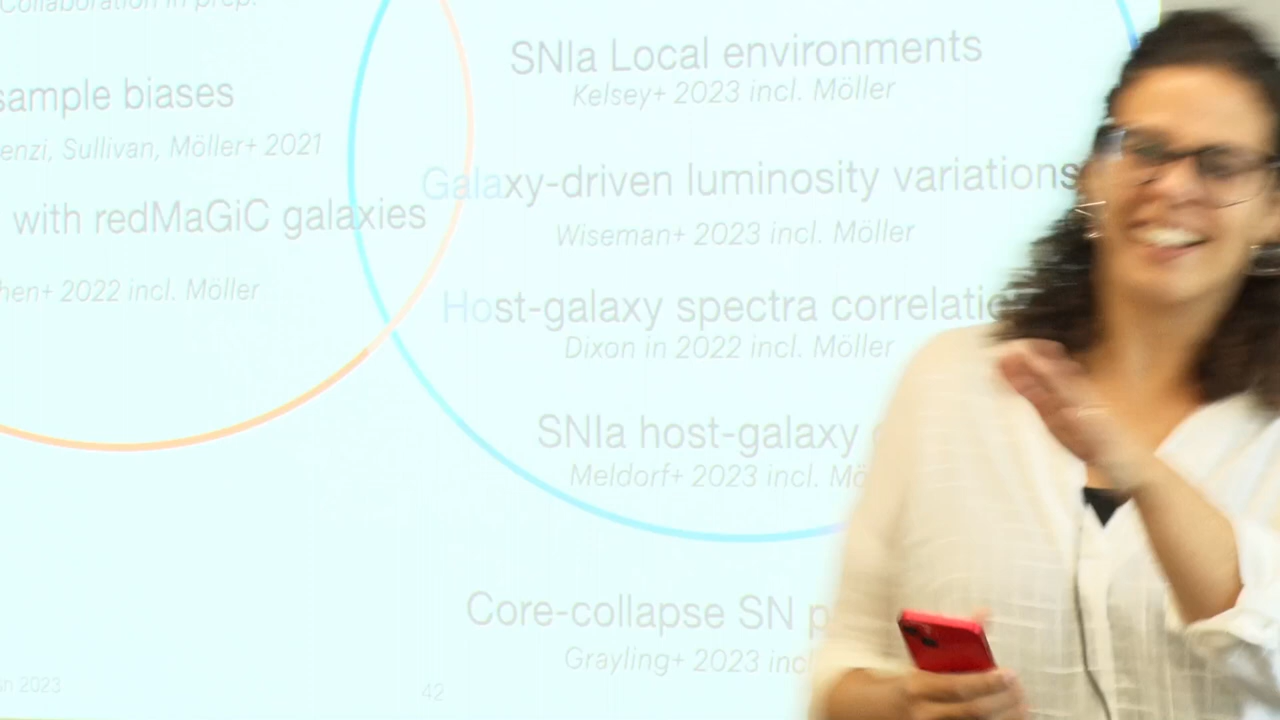 Collaboration in prep.
sample biases
enzi, Sullivan, Möller+ 2021
with redMaGiC galaxies
hen+ 2022 incl. Möller
SNIa Local environments
Kelsey+ 2023 incl. Möller
Galaxy-driven luminosity variations
Wiseman+ 2023 incl. Möller
Host-galaxy spectra correlatio
Dixon in 2022 incl. Möller
SNIa host-galaxy
Meldorf+ 2023 incl. Mö
Core-collapse SN p
Grayling+ 2023 inc
2023
42